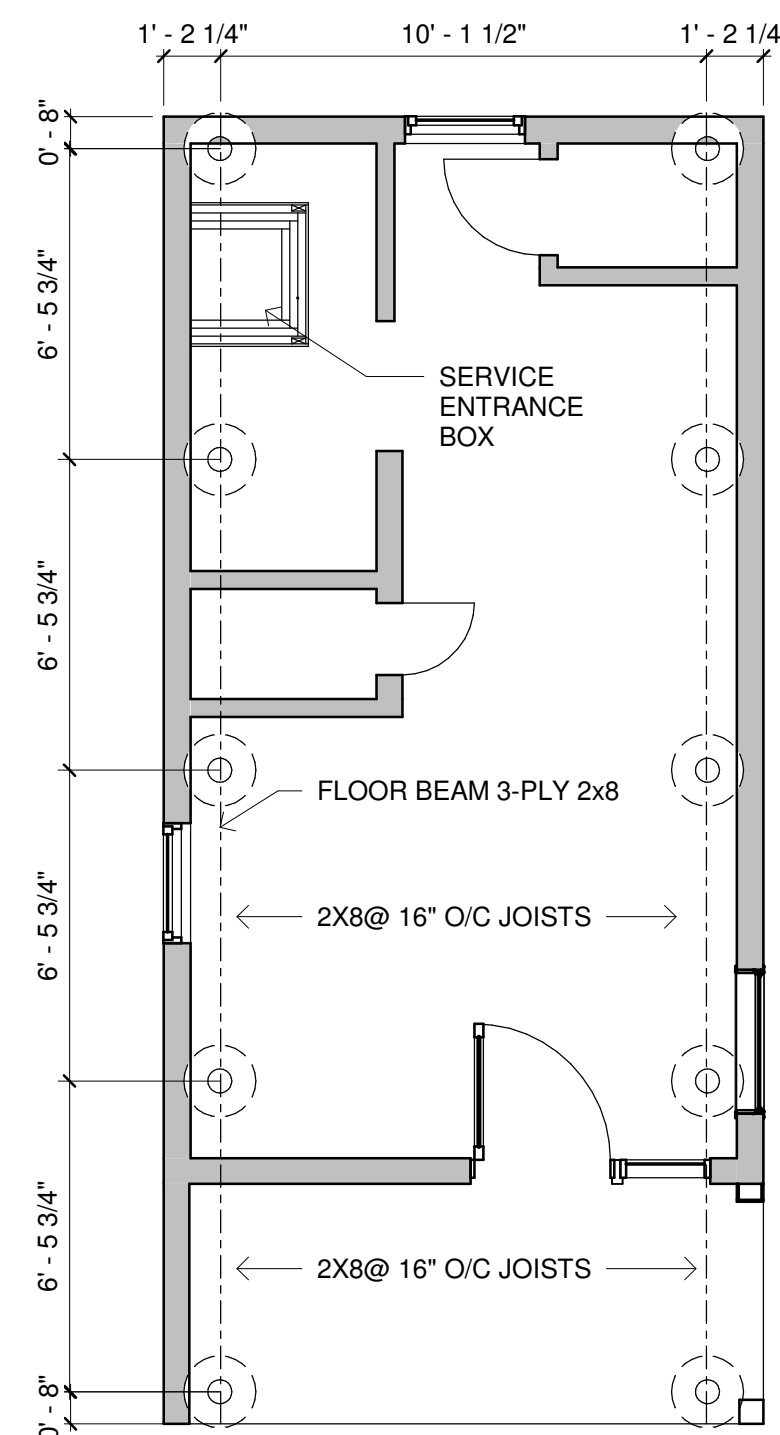 1' - 2 1/4"
10' - 1 1/2"
1' - 2 1/4
0' - 8"
6' - 5 3/4"
SERVICE
ENTRANCE
BOX
6' - 5 3/4"
FLOOR BEAM 3-PLY 2x8
6' - 5 3/4"
2X8@ 16" O/C JOISTS
6' - 5 3/4"
2X8@ 16" O/C JOISTS
0' - 8"